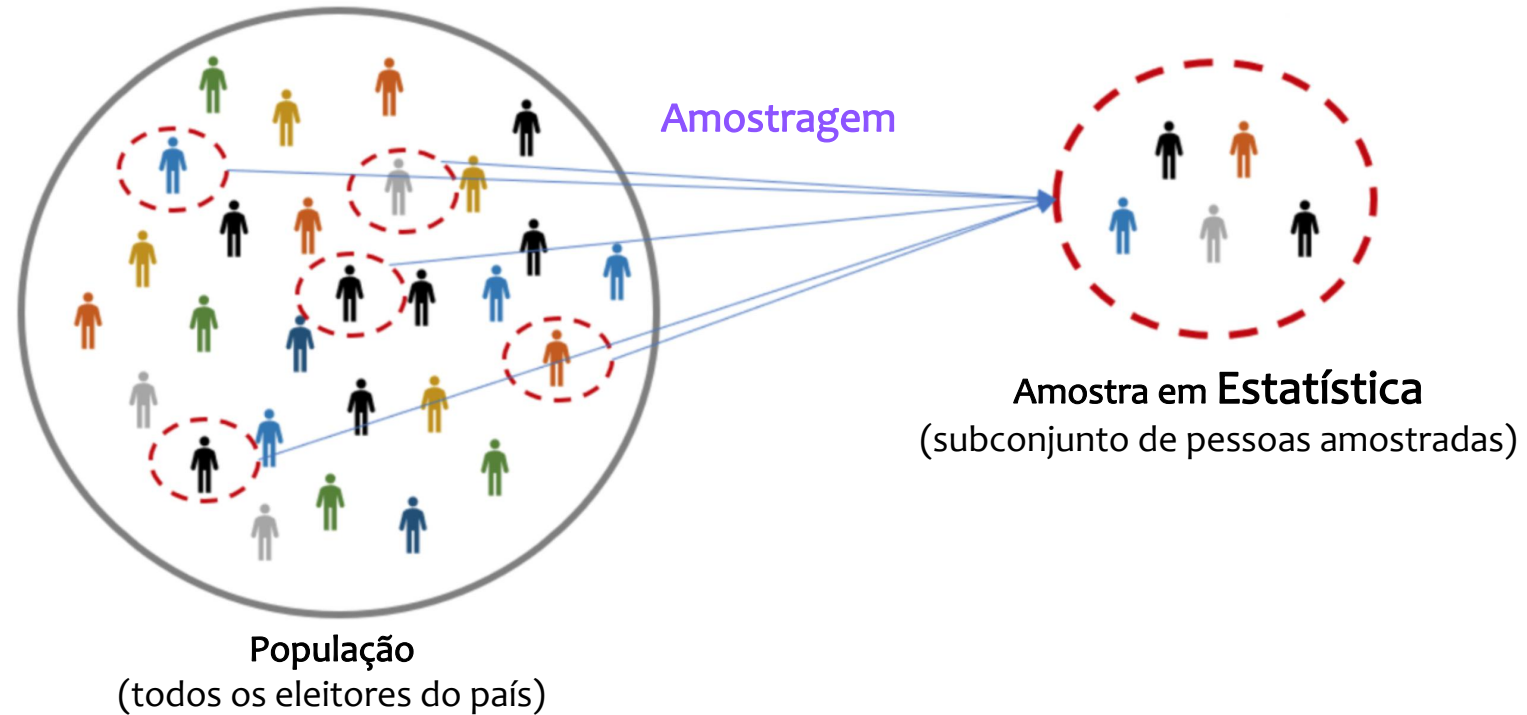 Amostragem
Amostra em Estatística
(subconjunto de pessoas amostradas)
População
(todos os eleitores do país)